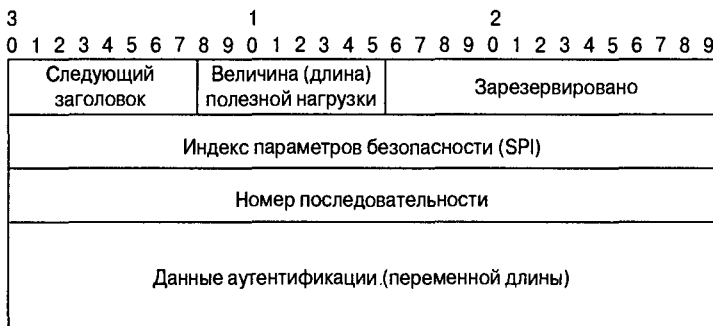 3 1 2
0 1 2 3 4 5 6 7 8 9 0 1 2 3 4 5 6 7 8 9 0 1 2 3 4 5 6 7 8 9
Следующий
заголовок
Величина (длина)
полезной нагрузки
Зарезервировано
Индекс параметров безопасности (SPI)
Номер последовательности
Данные аутентификации.(переменной длины)